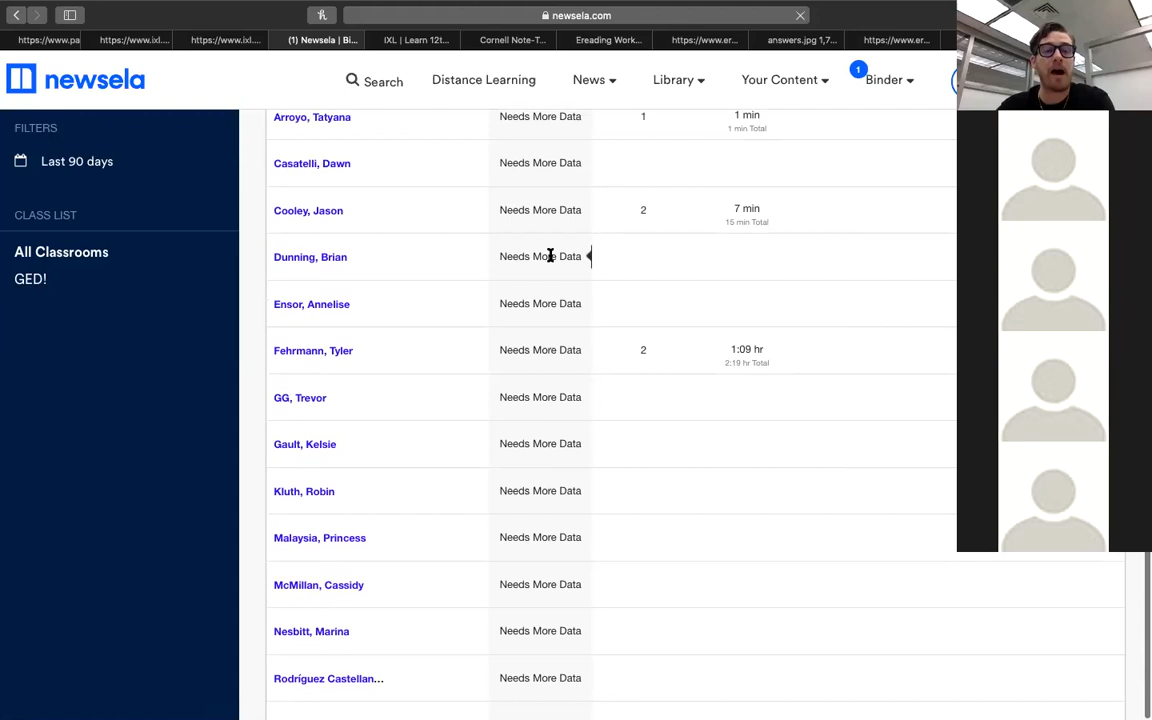 newsela.com
https://www.pa
https://www.ixl....
https://www.ixl....
(1) Newsela | Bi...
IXL | Learn 12t...
Cornell Note-T...
Ereading Work...
https://www.er...
answers.jpg 1,7...
https://www.er...
newsela
Search
Distance Learning
News
Library
Your Content
1
Binder
FILTERS
Last 90 days
CLASS LIST
All Classrooms
GED!
Arroyo, Tatyana Needs More Data 1 1 min
1 min Total
Casatelli, Dawn Needs More Data
Cooley, Jason Needs More Data 2 7 min
15 min Total
Dunning, Brian Needs More Data
Ensor, Annelise Needs More Data
Fehrmann, Tyler Needs More Data 2 1:09 hr
2:19 hr Total
GG, Trevor Needs More Data
Gault, Kelsie Needs More Data
Kluth, Robin Needs More Data
Malaysia, Princess Needs More Data
McMillan, Cassidy Needs More Data
Nesbitt, Marina Needs More Data
Rodríguez Castellan... Needs More Data